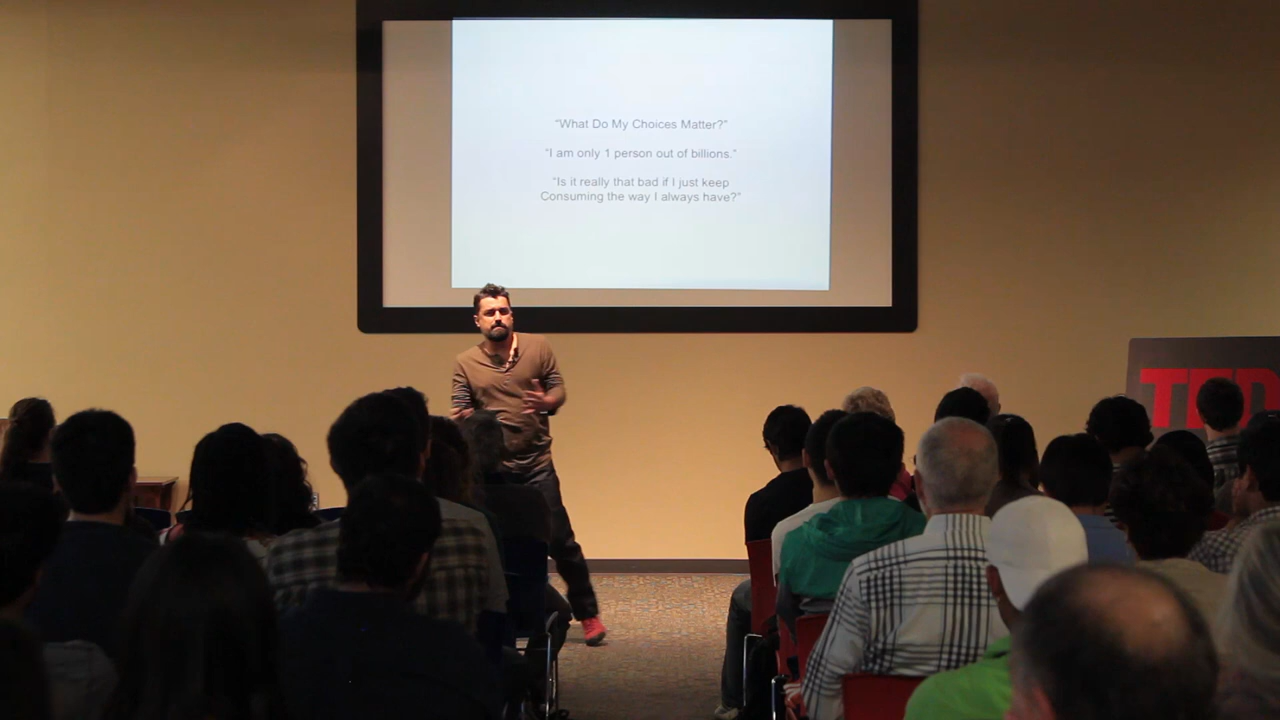 “What Do My Choices Matter?”
“I am only 1 person out of billions.”
“Is it really that bad if I just keep
Consuming the way I always have?”
TED